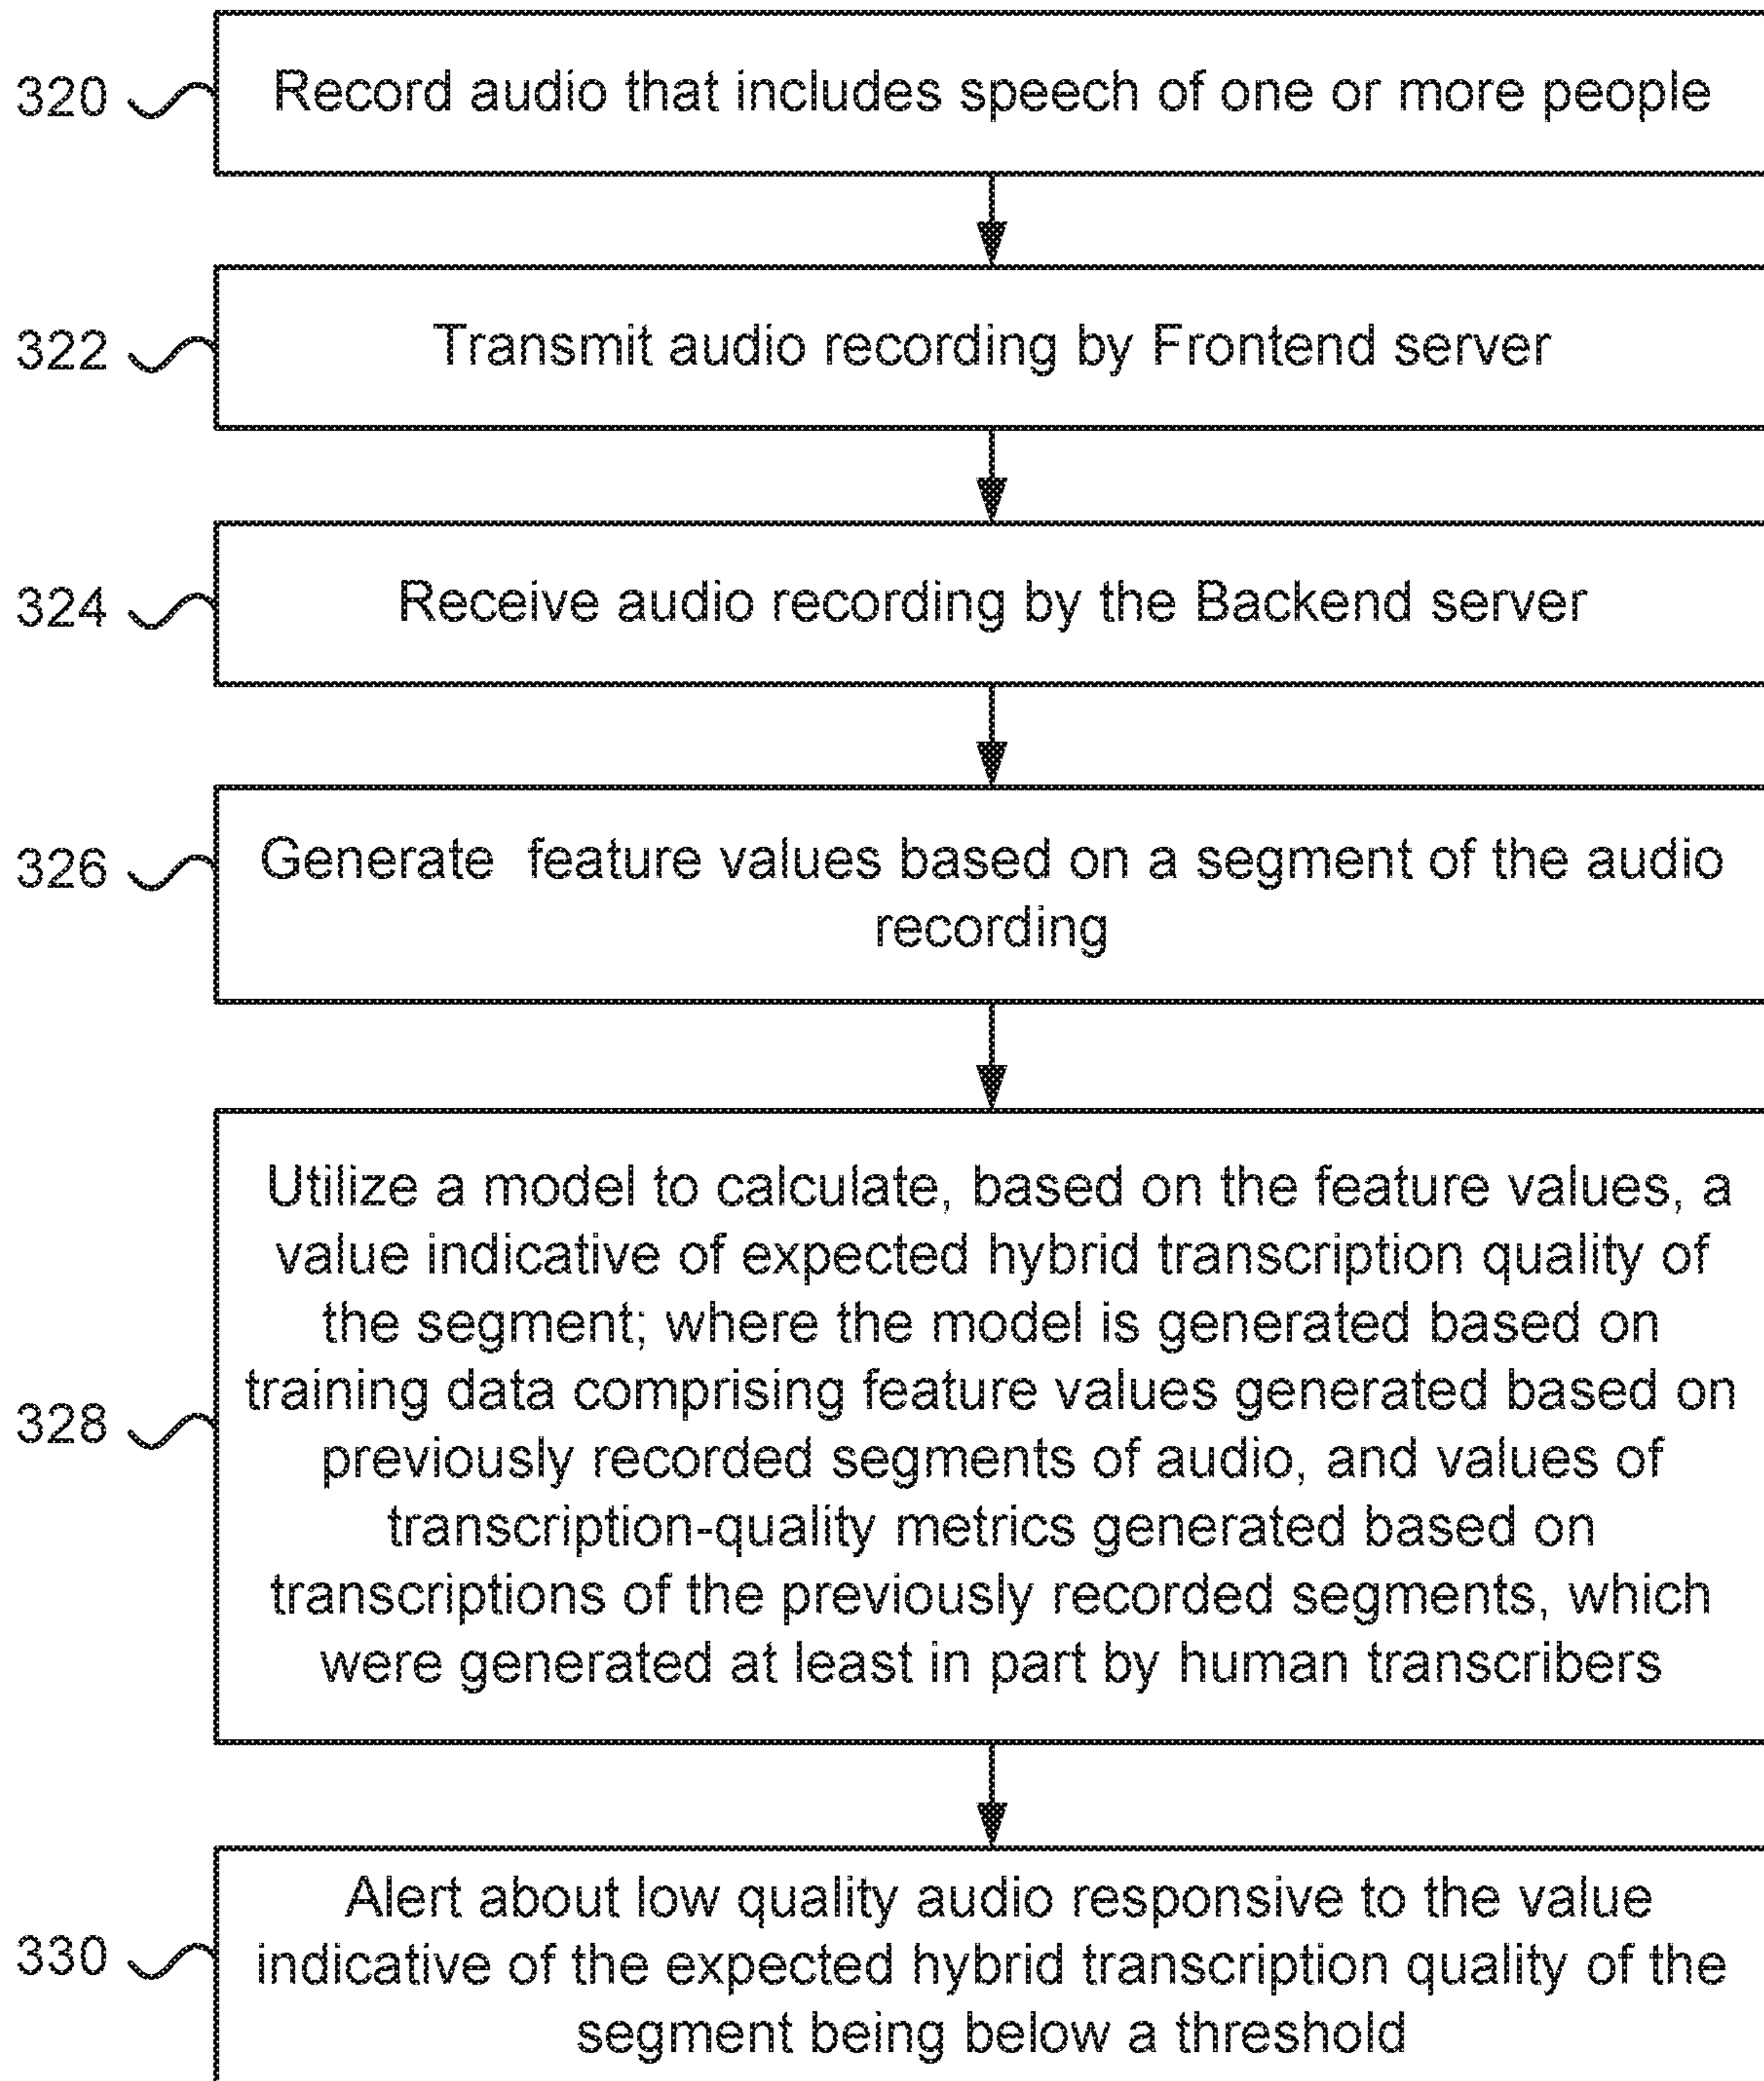 320
Record audio that includes speech of one or more people
322
Transmit audio recording by Frontend server
324
Receive audio recording by the Backend server
326
Generate feature values based on a segment of the audio
recording
328
Utilize a model to calculate, based on the feature values, a
value indicative of expected hybrid transcription quality of
the segment; where the model is generated based on
training data comprising feature values generated based on
previously recorded segments of audio, and values of
transcription-quality metrics generated based on
transcriptions of the previously recorded segments, which
were generated at least in part by human transcribers
330
Alert about low quality audio responsive to the value
indicative of the expected hybrid transcription quality of the
segment being below a threshold